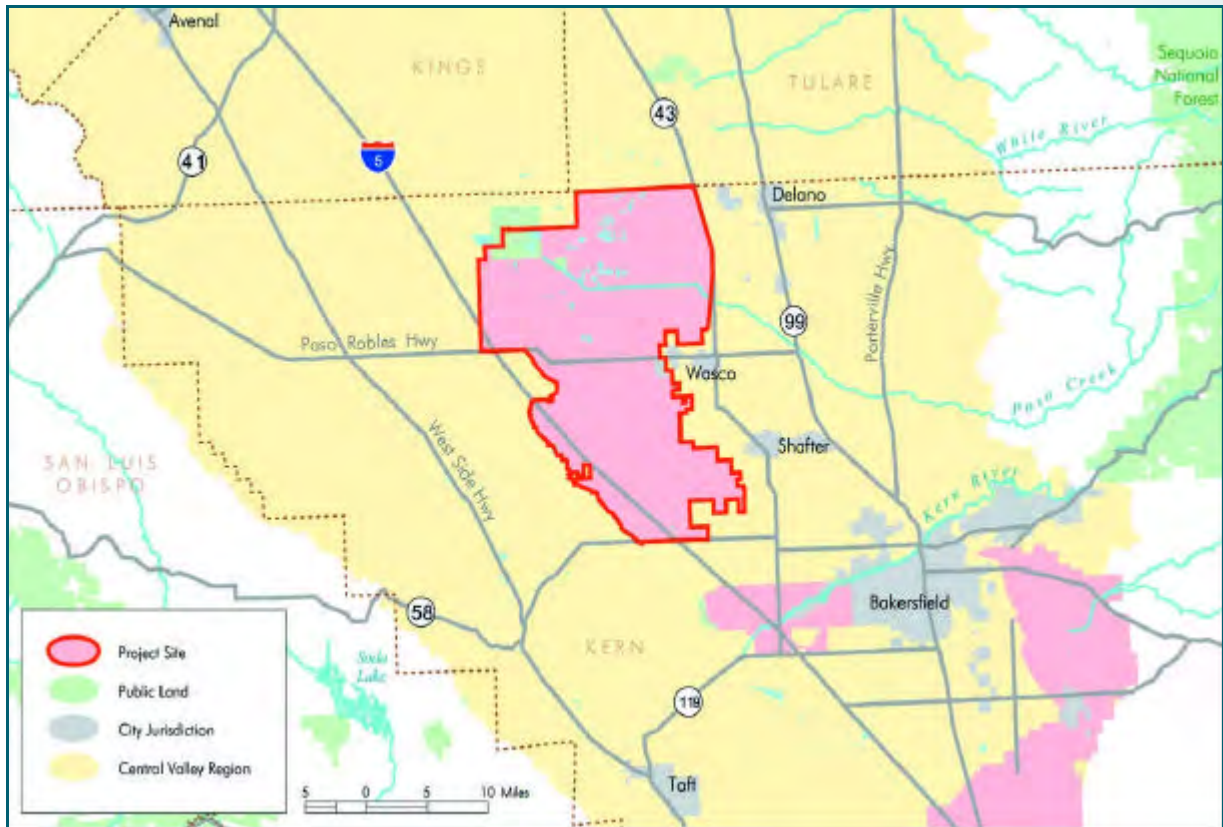 Avenal
KINGS
TULARE
Sequoia
National
Forest
43
White River
41
5
Delano
Porterville Hwy
99
Paso Robles Hwy
Wasco
Poso Creek
West Side Hwy
Shafter
SAN LUIS
OBISPO
Kern River
Bakersfield
58
KERN
Soda
Lake
119
Taft
Project Site
Public Land
City Jurisdiction
Central Valley Region
5 0 5 10 Miles